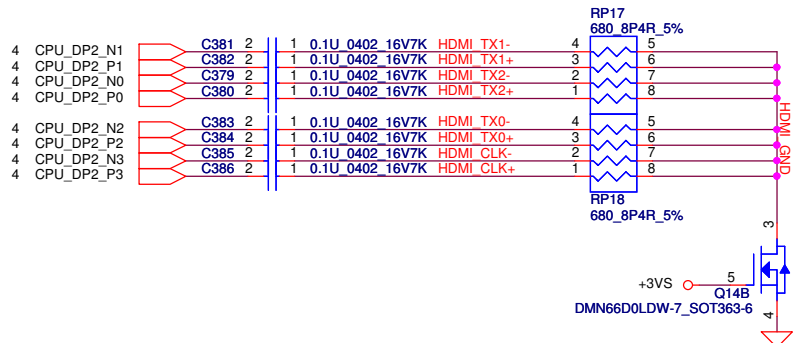 RP17
680_8P4R_5%
4 CPU_DP2_N1 C381 2 1 0.1U_0402_16V7K HDMI_TX1- 4 5
4 CPU_DP2_P1 C382 2 1 0.1U_0402_16V7K HDMI_TX1+ 3 6
4 CPU_DP2_N0 C379 2 1 0.1U_0402_16V7K HDMI_TX2- 2 7
4 CPU_DP2_P0 C380 2 1 0.1U_0402_16V7K HDMI_TX2+ 1 8
4 CPU_DP2_N2 C383 2 1 0.1U_0402_16V7K HDMI_TX0- 4 5
4 CPU_DP2_P2 C384 2 1 0.1U_0402_16V7K HDMI_TX0+ 3 6
4 CPU_DP2_N3 C385 2 1 0.1U_0402_16V7K HDMI_CLK- 2 7
4 CPU_DP2_P3 C386 2 1 0.1U_0402_16V7K HDMI_CLK+ 1 8
HDMI_GND
RP18
680_8P4R_5%
3
+3VS 5
Q14B
DMN66D0LDW-7_SOT363-6
4